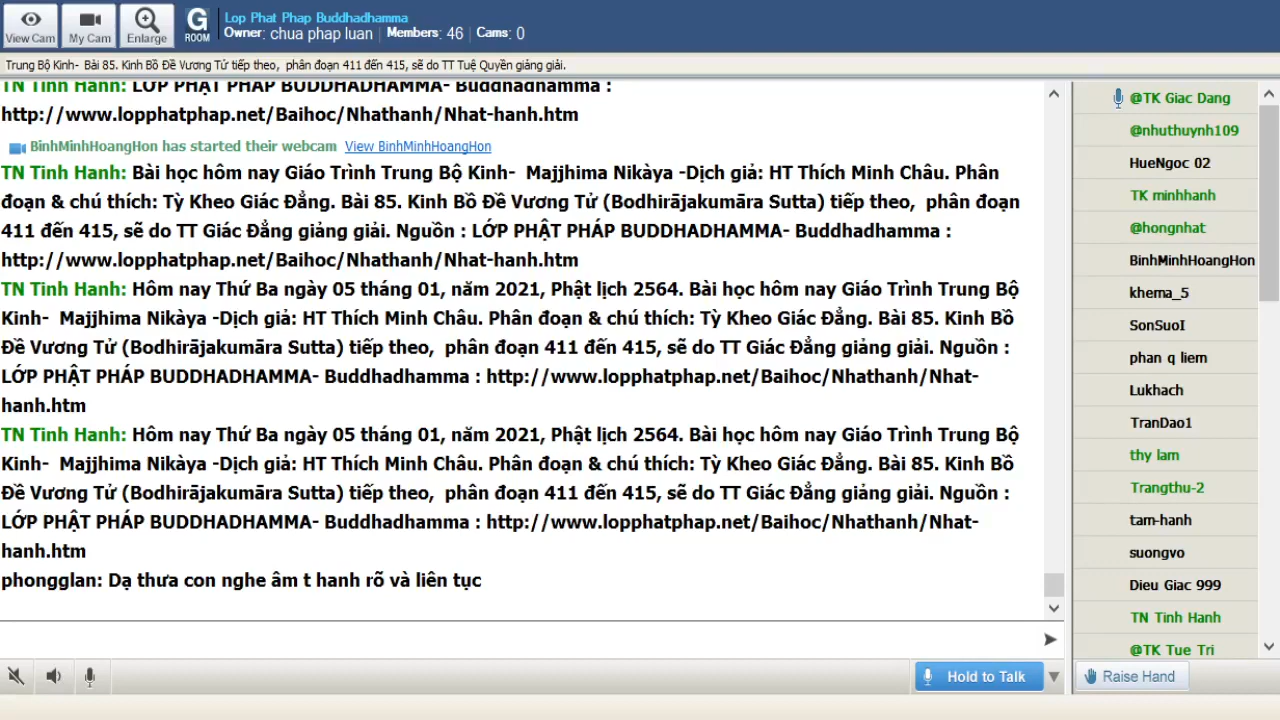 Lop Phat Phap Buddhadhamma
Owner: chua phap luan | Members: 46 | Cams: 0
View Cam
My Cam
Enlarge
G
ROOM
Trung Bộ Kinh- Bài 85. Kinh Bồ Đề Vương Tử tiếp theo, phân đoạn 411 đến 415, sẽ do TT Tuệ Quyền giảng giải.
TN Tinh Hanh: LỚP PHẬT PHÁP BUDDHADHAMMA- Buddhadhamma :
http://www.lopphatphap.net/Baihoc/Nhathanh/Nhat-hanh.htm
BinhMinhHoangHon has started their webcam View BinhMinhHoangHon
TN Tinh Hanh: Bài học hôm nay Giáo Trình Trung Bộ Kinh- Majjhima Nikàya -Dịch giả: HT Thích Minh Châu. Phân
đoạn & chú thích: Tỳ Kheo Giác Đẳng. Bài 85. Kinh Bồ Đề Vương Tử (Bodhirājakumāra Sutta) tiếp theo, phân đoạn
411 đến 415, sẽ do TT Giác Đẳng giảng giải. Nguồn : LỚP PHẬT PHÁP BUDDHADHAMMA- Buddhadhamma :
http://www.lopphatphap.net/Baihoc/Nhathanh/Nhat-hanh.htm
TN Tinh Hanh: Hôm nay Thứ Ba ngày 05 tháng 01, năm 2021, Phật lịch 2564. Bài học hôm nay Giáo Trình Trung Bộ
Kinh- Majjhima Nikàya -Dịch giả: HT Thích Minh Châu. Phân đoạn & chú thích: Tỳ Kheo Giác Đẳng. Bài 85. Kinh Bồ
Đề Vương Tử (Bodhirājakumāra Sutta) tiếp theo, phân đoạn 411 đến 415, sẽ do TT Giác Đẳng giảng giải. Nguồn :
LỚP PHẬT PHÁP BUDDHADHAMMA- Buddhadhamma : http://www.lopphatphap.net/Baihoc/Nhathanh/Nhat-
hanh.htm
TN Tinh Hanh: Hôm nay Thứ Ba ngày 05 tháng 01, năm 2021, Phật lịch 2564. Bài học hôm nay Giáo Trình Trung Bộ
Kinh- Majjhima Nikàya -Dịch giả: HT Thích Minh Châu. Phân đoạn & chú thích: Tỳ Kheo Giác Đẳng. Bài 85. Kinh Bồ
Đề Vương Tử (Bodhirājakumāra Sutta) tiếp theo, phân đoạn 411 đến 415, sẽ do TT Giác Đẳng giảng giải. Nguồn :
LỚP PHẬT PHÁP BUDDHADHAMMA- Buddhadhamma : http://www.lopphatphap.net/Baihoc/Nhathanh/Nhat-
hanh.htm
phongglan: Dạ thưa con nghe âm t hanh rõ và liên tục
@TK Giac Dang
@nhuthuynh109
HueNgoc 02
TK minhhanh
@hongnhat
BinhMinhHoangHon
khema_5
SonSuoI
phan q liem
Lukhach
TranDao1
thy lam
Trangthu-2
tam-hanh
suongvo
Dieu Giac 999
TN Tinh Hanh
@TK Tue Tri
Hold to Talk
Raise Hand